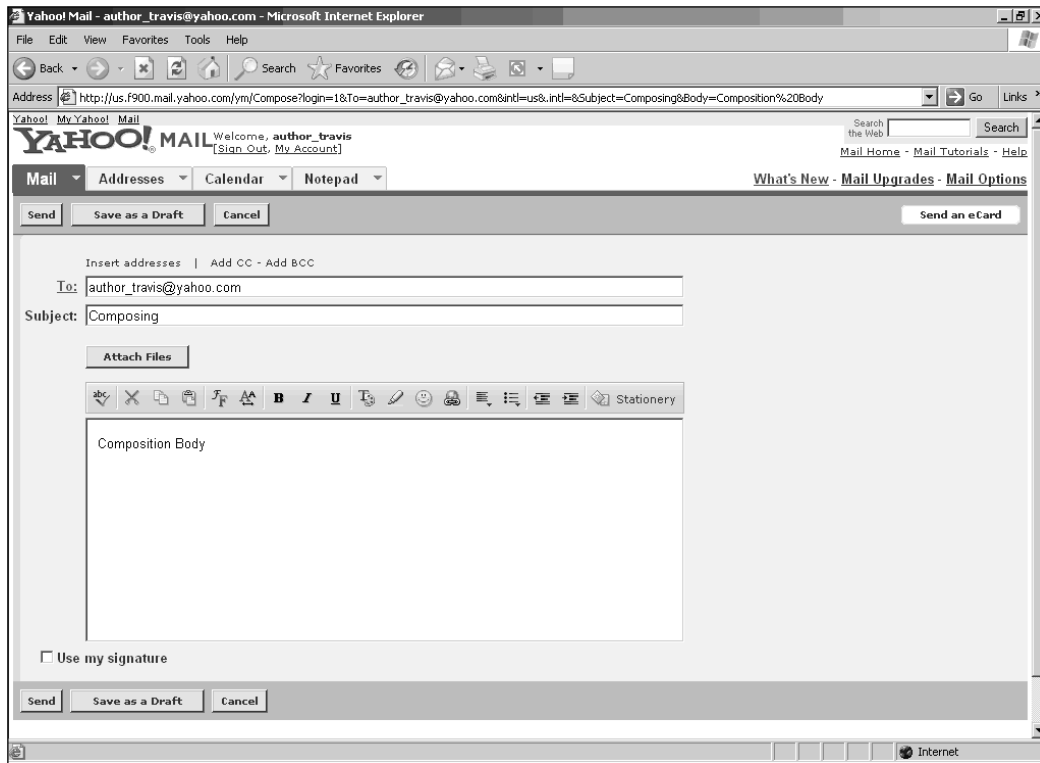 Yahoo! Mail - author_travis@yahoo.com - Microsoft Internet Explorer
File Edit View Favorites Tools Help
Back Search Favorites
Address http://us.f900.mail.yahoo.com/ym/Compose?login=1&To=author_travis@yahoo.com&intl=us&.intl=&Subject=Composing&Body=Composition%20Body Go Links »
Yahoo! My Yahoo! Mail
YAHOO! MAIL
Welcome, author_travis
[Sign Out, My Account]
Search the Web Search
Mail Home - Mail Tutorials - Help
Mail Addresses Calendar Notepad What's New - Mail Upgrades - Mail Options
Send Save as a Draft Cancel Send an eCard
Insert addresses | Add CC - Add BCC
To: author_travis@yahoo.com
Subject: Composing
Attach Files
abc B I U Stationery
Composition Body
Use my signature
Send Save as a Draft Cancel
Internet